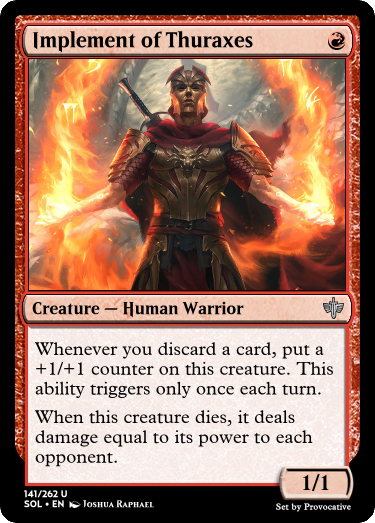 Implement of Thuraxes
Creature — Human Warrior
Whenever you discard a card, put a
+1/+1 counter on this creature. This
ability triggers only once each turn.
When this creature dies, it deals
damage equal to its power to each
opponent.
1/1
141/262 U
SOL • EN Joshua Raphael
Set by Provocative